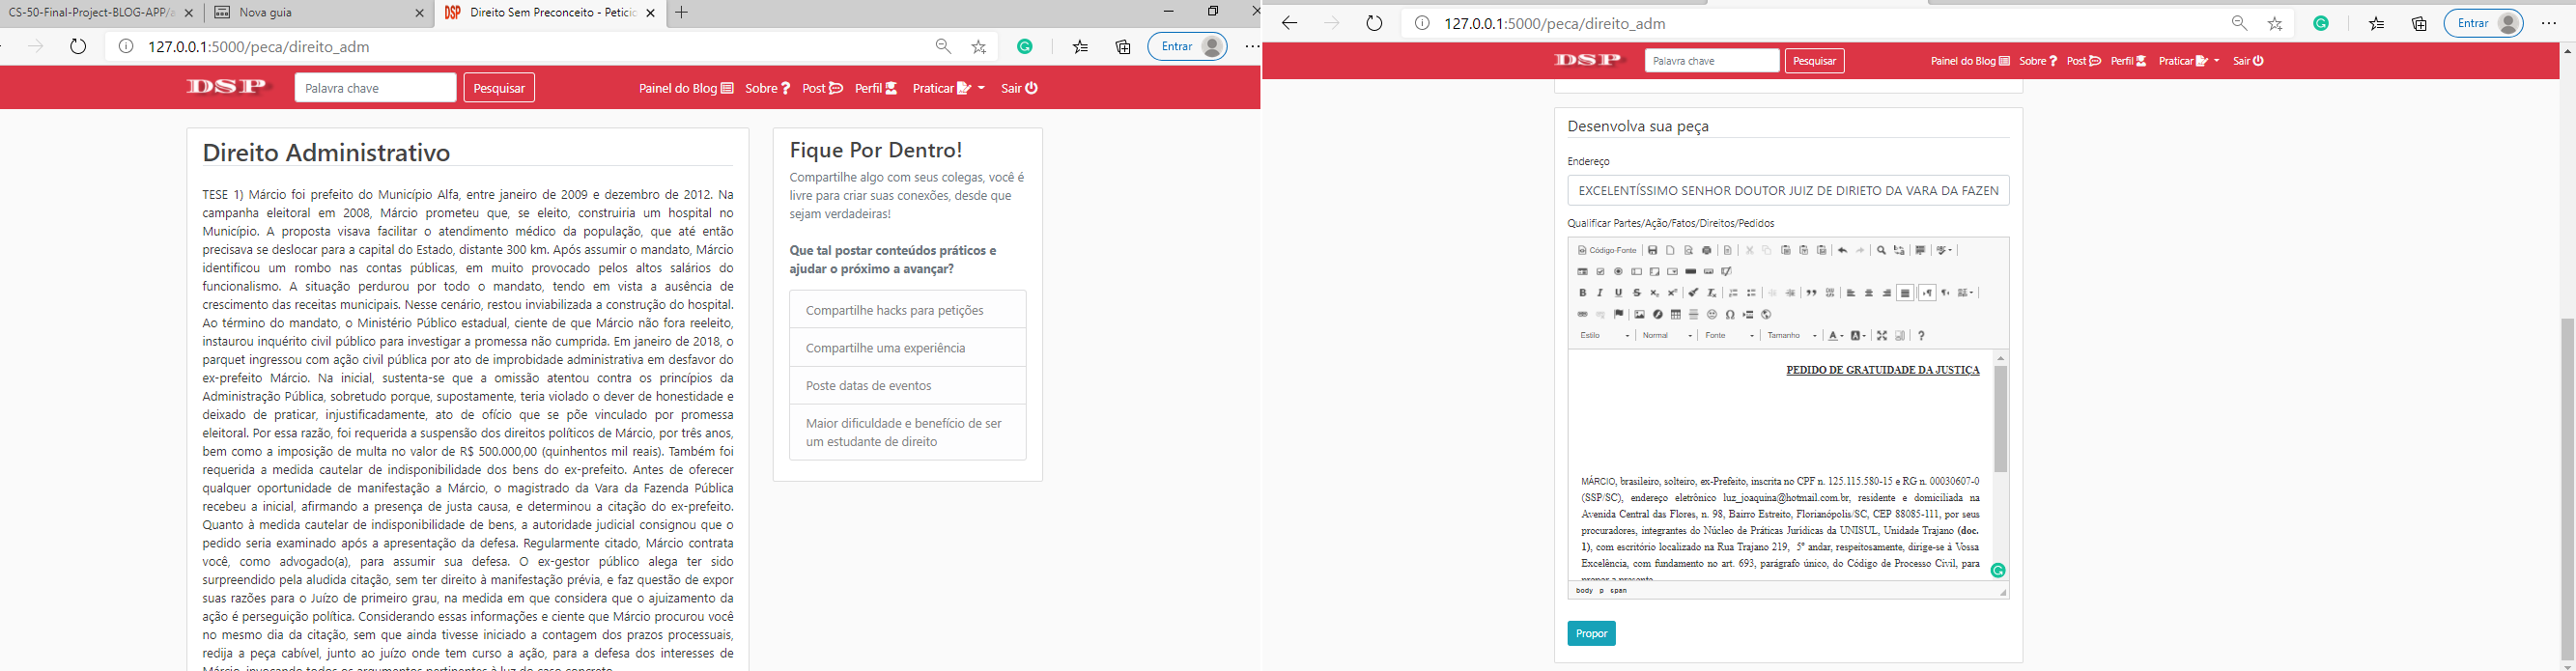 CS-50-Final-Project-BLOG-APP/a
Nova guia
DSP Direito Sem Preconceito - Petici
127.0.0.1:5000/peca/direito_adm
Entrar
DSP
Palavra chave
Pesquisar
Painel do Blog
Sobre
Post
Perfil
Praticar
Sair
Direito Administrativo
TESE 1) Márcio foi prefeito do Município Alfa, entre janeiro de 2009 e dezembro de 2012. Na
campanha eleitoral em 2008, Márcio prometeu que, se eleito, construiria um hospital no
Município. A proposta visava facilitar o atendimento médico da população, que até então
precisava se deslocar para a capital do Estado, distante 300 km. Após assumir o mandato, Márcio
identificou um rombo nas contas públicas, em muito provocado pelos altos salários do
funcionalismo. A situação perdurou por todo o mandato, tendo em vista a ausência de
crescimento das receitas municipais. Nesse cenário, restou inviabilizada a construção do hospital.
Ao término do mandato, o Ministério Público estadual, ciente de que Márcio não fora reeleito,
instaurou inquérito civil público para investigar a promessa não cumprida. Em janeiro de 2018, o
parquet ingressou com ação civil pública por ato de improbidade administrativa em desfavor do
ex-prefeito Márcio. Na inicial, sustenta-se que a omissão atentou contra os princípios da
Administração Pública, sobretudo porque, supostamente, teria violado o dever de honestidade e
deixado de praticar, injustificadamente, ato de ofício que se põe vinculado por promessa
eleitoral. Por essa razão, foi requerida a suspensão dos direitos políticos de Márcio, por três anos,
bem como a imposição de multa no valor de R$ 500.000,00 (quinhentos mil reais). Também foi
requerida a medida cautelar de indisponibilidade dos bens do ex-prefeito. Antes de oferecer
qualquer oportunidade de manifestação a Márcio, o magistrado da Vara da Fazenda Pública
recebeu a inicial, afirmando a presença de justa causa, e determinou a citação do ex-prefeito.
Quanto à medida cautelar de indisponibilidade de bens, a autoridade judicial consignou que o
pedido seria examinado após a apresentação da defesa. Regularmente citado, Márcio contrata
você, como advogado(a), para assumir sua defesa. O ex-gestor público alega ter sido
surpreendido pela aludida citação, sem ter direito à manifestação prévia, e faz questão de expor
suas razões para o Juízo de primeiro grau, na medida em que considera que o ajuizamento da
ação é perseguição política. Considerando essas informações e ciente que Márcio procurou você
no mesmo dia da citação, sem que ainda tivesse iniciado a contagem dos prazos processuais,
redija a peça cabível, junto ao juízo onde tem curso a ação, para a defesa dos interesses de
Márcio, invocando todos os argumentos pertinentes à luz do caso concreto.
Fique Por Dentro!
Compartilhe algo com seus colegas, você é
livre para criar suas conexões, desde que
sejam verdadeiras!
Que tal postar conteúdos práticos e
ajudar o próximo a avançar?
Compartilhe hacks para petições
Compartilhe uma experiência
Poste datas de eventos
Maior dificuldade e benefício de ser
um estudante de direito
127.0.0.1:5000/peca/direito_adm
Entrar
DSP
Palavra chave
Pesquisar
Painel do Blog
Sobre
Post
Perfil
Praticar
Sair
Desenvolva sua peça
Endereço
EXCELENTÍSSIMO SENHOR DOUTOR JUIZ DE DIRIETO DA VARA DA FAZEN
Qualificar Partes/Ação/Fatos/Direitos/Pedidos
Código-Fonte
Estilo
Normal
Fonte
Tamanho
PEDIDO DE GRATUIDADE DA JUSTIÇA
MÁRCIO, brasileiro, solteiro, ex-Prefeito, inscrita no CPF n. 125.115.580-15 e RG n. 00030607-0
(SSP/SC), endereço eletrônico luz_joaquina@hotmail.com.br, residente e domiciliada na
Avenida Central das Flores, n. 98, Bairro Estreito, Florianópolis/SC, CEP 88085-111, por seus
procuradores, integrantes do Núcleo de Práticas Jurídicas da UNISUL, Unidade Trajano (doc.
1), com escritório localizado na Rua Trajano 219, 5° andar, respeitosamente, dirige-se à Vossa
Excelência, com fundamento no art. 693, parágrafo único, do Código de Processo Civil, para
propor a presente
body p span
Propor